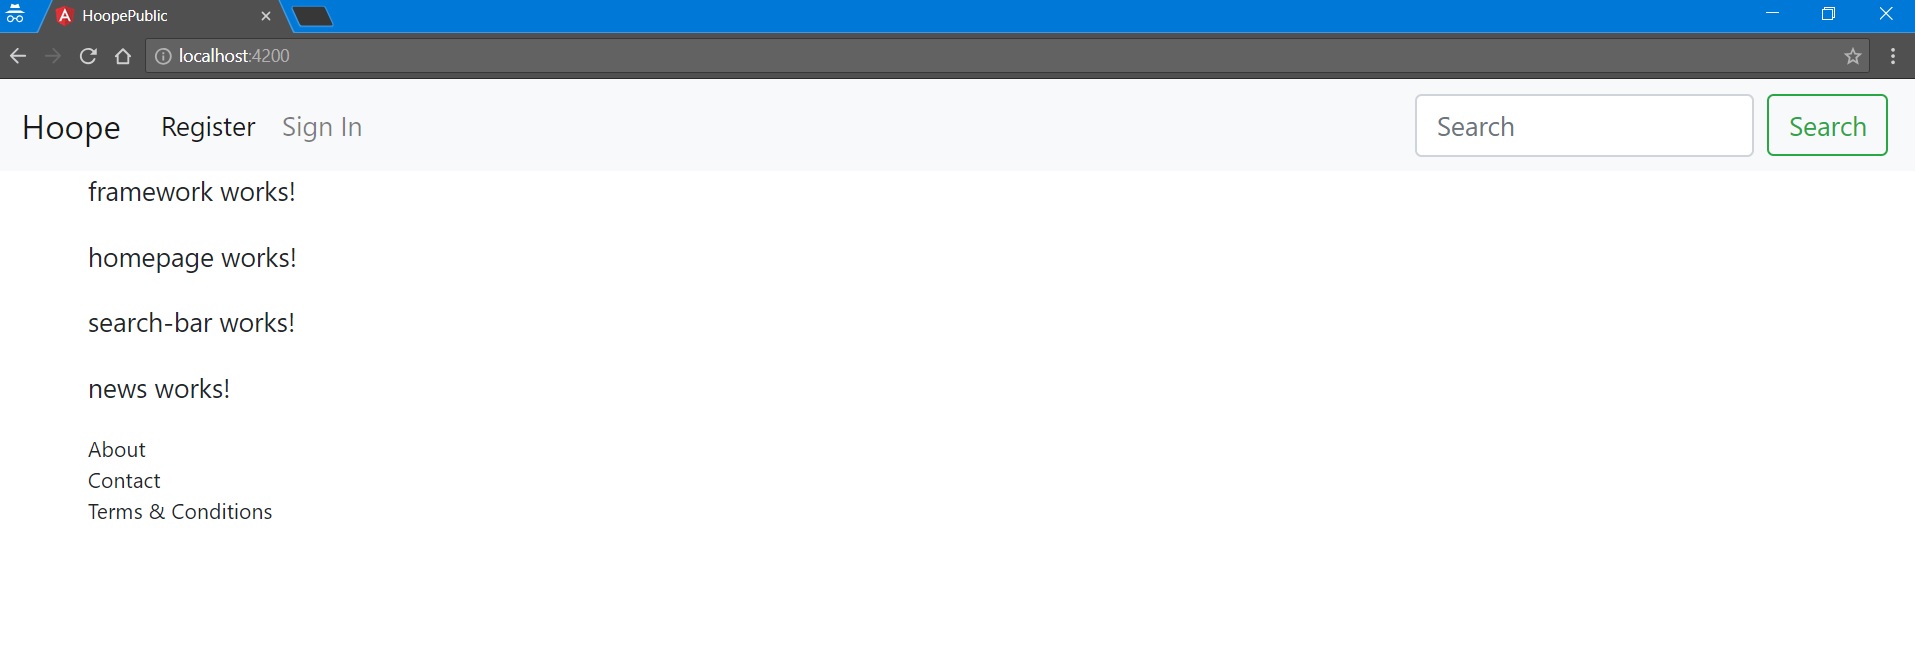 HoopePublic
localhost:4200
Hoope Register Sign In Search Search
framework works!
homepage works!
search-bar works!
news works!
About
Contact
Terms & Conditions